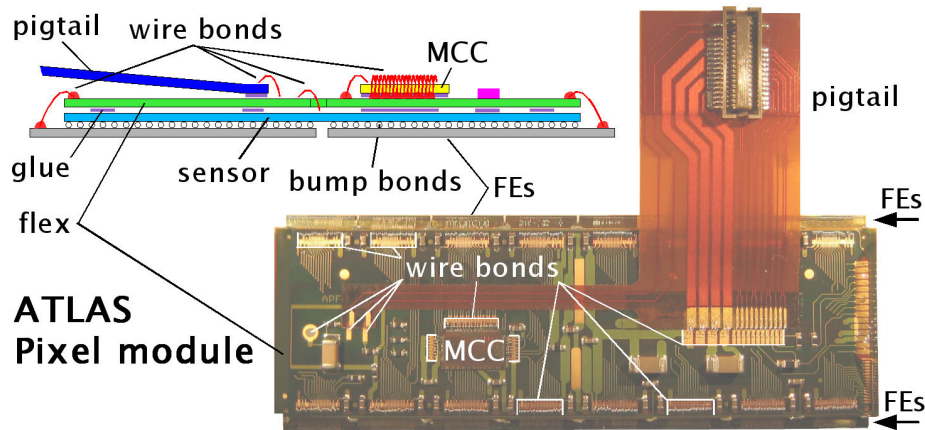 pigtail
wire bonds
MCC
pigtail
glue
sensor
bump bonds
FEs
flex
FEs
wire bonds
ATLAS
Pixel module
MCC
FEs